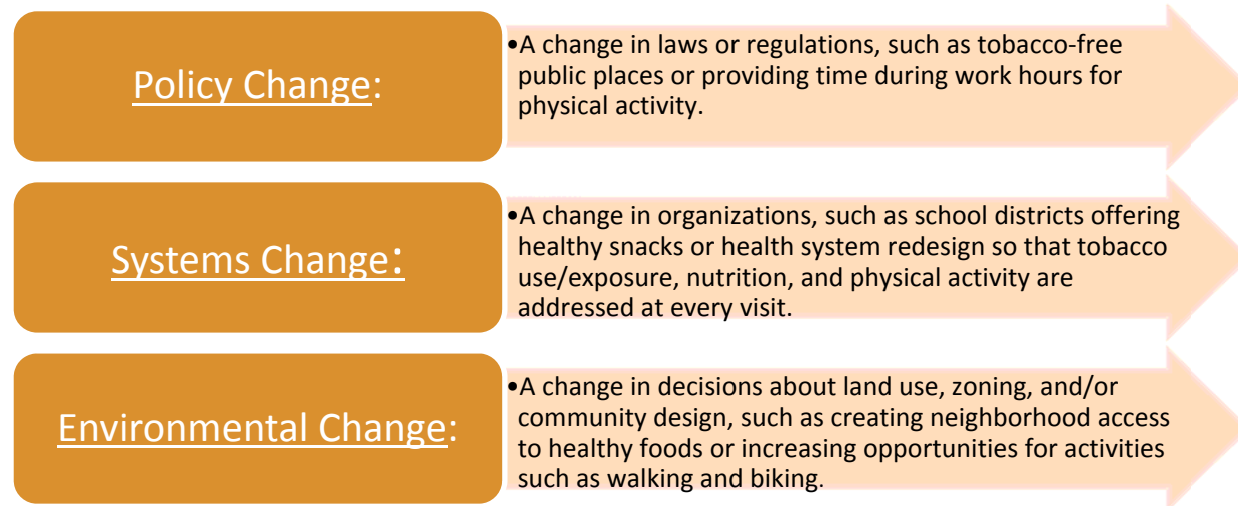 Policy Change:
•A change in laws or regulations, such as tobacco-free
public places or providing time during work hours for
physical activity.
Systems Change:
•A change in organizations, such as school districts offering
healthy snacks or health system redesign so that tobacco
use/exposure, nutrition, and physical activity are
addressed at every visit.
Environmental Change:
•A change in decisions about land use, zoning, and/or
community design, such as creating neighborhood access
to healthy foods or increasing opportunities for activities
such as walking and biking.